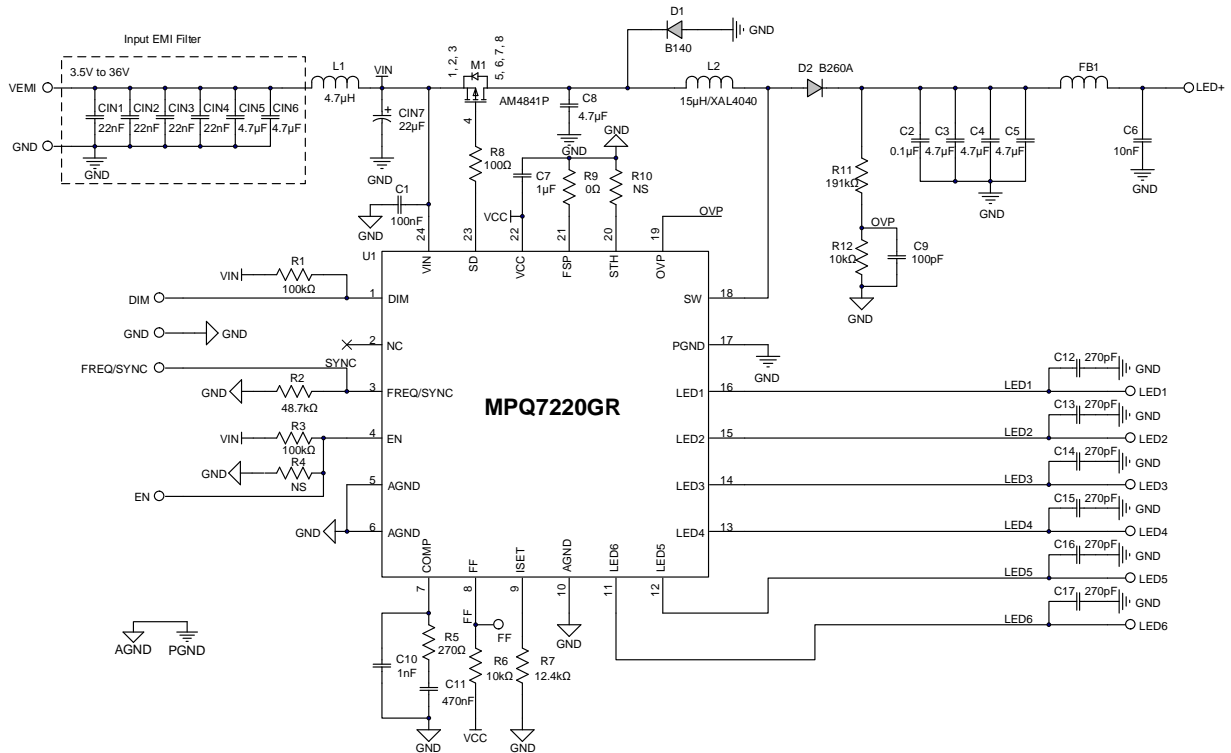 Input EMI Filter
3.5V to 36V
VEMI
GND
CIN1
22nF
CIN2
22nF
CIN3
22nF
CIN4
22nF
CIN5
4.7µF
CIN6
4.7µF
GND
L1
4.7µH
VIN
CIN7
22µF
GND
1, 2, 3
M1
5, 6, 7, 8
AM4841P
4
D1
B140
GND
C8
4.7µF
GND
L2
15µH/XAL4040
D2 B260A
FB1
LED+
C2
0.1µF
C3
4.7µF
C4
4.7µF
C5
4.7µF
GND
C6
10nF
GND
R8
100Ω
C1
100nF
GND
C7
1µF
VCC
R9
0Ω
R10
NS
GND
OVP
R11
191kΩ
OVP
R12
10kΩ
C9
100pF
GND
24
23
22
21
20
19
U1
VIN
SD
VCC
FSP
STH
OVP
VIN
R1
100kΩ
DIM
1
DIM
GND
GND
2
NC
FREQ/SYNC
SYNC
GND
R2
48.7kΩ
3
FREQ/SYNC
VIN
R3
100kΩ
4
EN
GND
R4
NS
EN
5
AGND
GND
6
AGND
MPQ7220GR
SW
18
PGND
17
GND
LED1
16
LED1
C12
270pF
GND
LED1
LED2
15
LED2
C13
270pF
GND
LED2
LED3
14
LED3
C14
270pF
GND
LED3
LED4
13
LED4
C15
270pF
GND
LED4
LED5
C16
270pF
GND
LED5
LED6
C17
270pF
GND
LED6
COMP
FF
ISET
AGND
LED6
LED5
7
8
9
10
11
12
FF
FF
GND
R5
270Ω
C10
1nF
C11
470nF
GND
R6
10kΩ
VCC
R7
12.4kΩ
GND
AGND
PGND